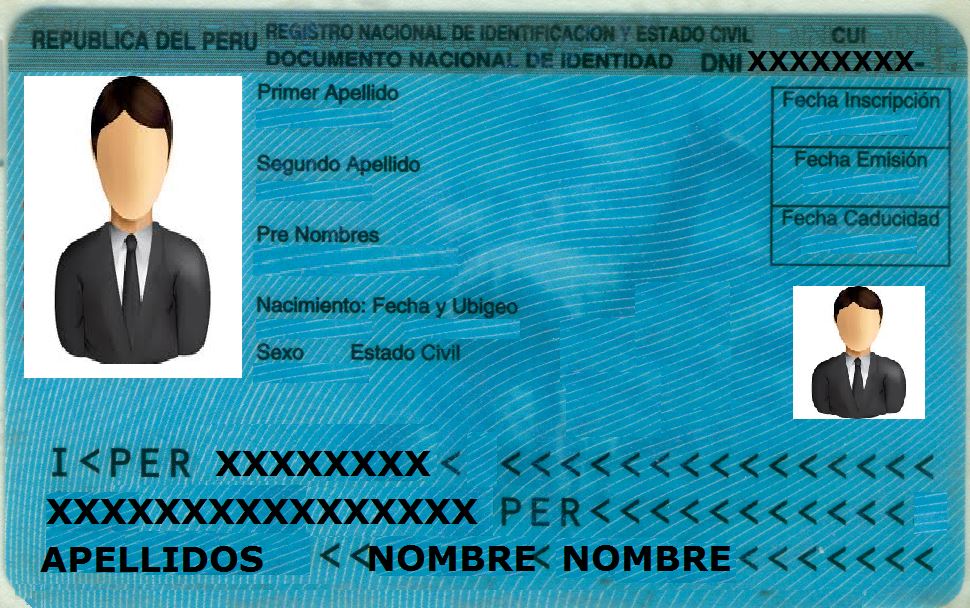 REPUBLICA DEL PERU
REGISTRO NACIONAL DE IDENTIFICACION Y ESTADO CIVIL
DOCUMENTO NACIONAL DE IDENTIDAD
CUI
DNI XXXXXXXX-
Primer Apellido
Segundo Apellido
Pre Nombres
Nacimiento: Fecha y Ubigeo
Sexo Estado Civil
Fecha Inscripción
Fecha Emisión
Fecha Caducidad
I<PER XXXXXXXX< <<<<<<<<<<<<<<<
XXXXXXXXXXXXXXXX PER<<<<<<<<<<<
APELLIDOS <<NOMBRE< NOMBRE<<<<<<<